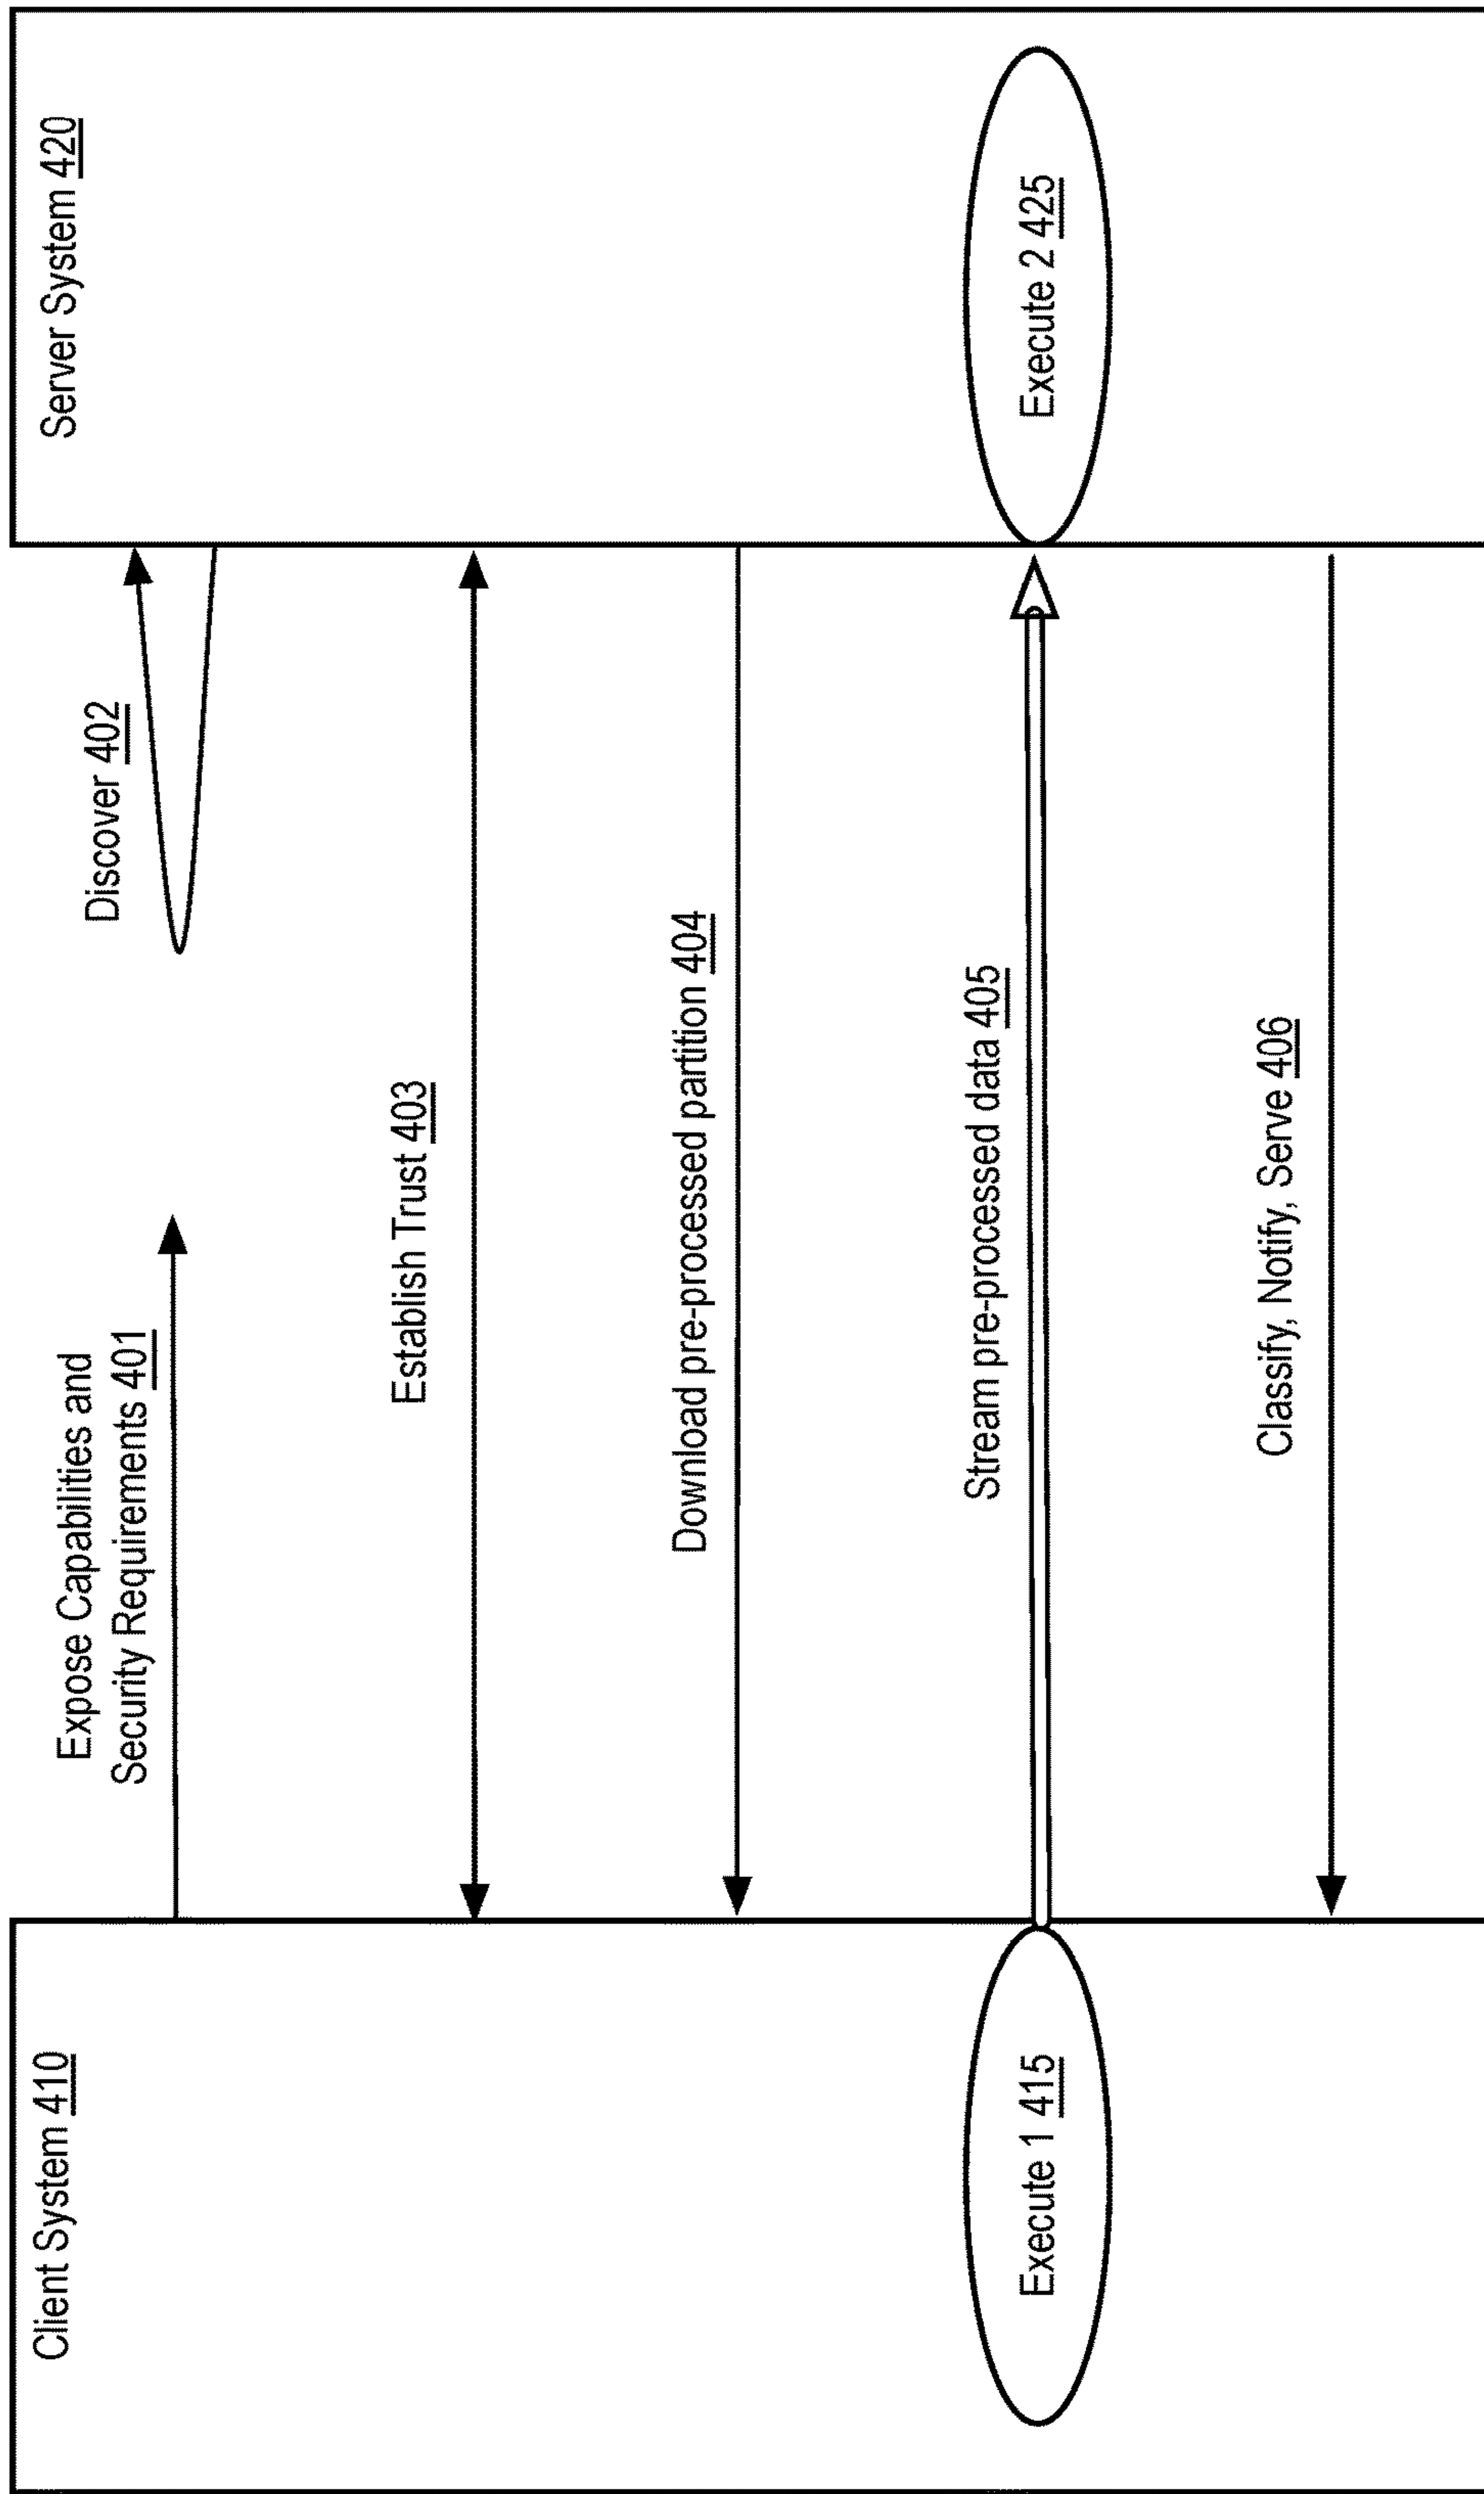 Client System 410
Server System 420
Expose Capabilities and
Security Requirements 401
Discover 402
Establish Trust 403
Download pre-processed partition 404
Stream pre-processed data 405
Execute 1 415
Execute 2 425
Classify, Notify, Serve 406